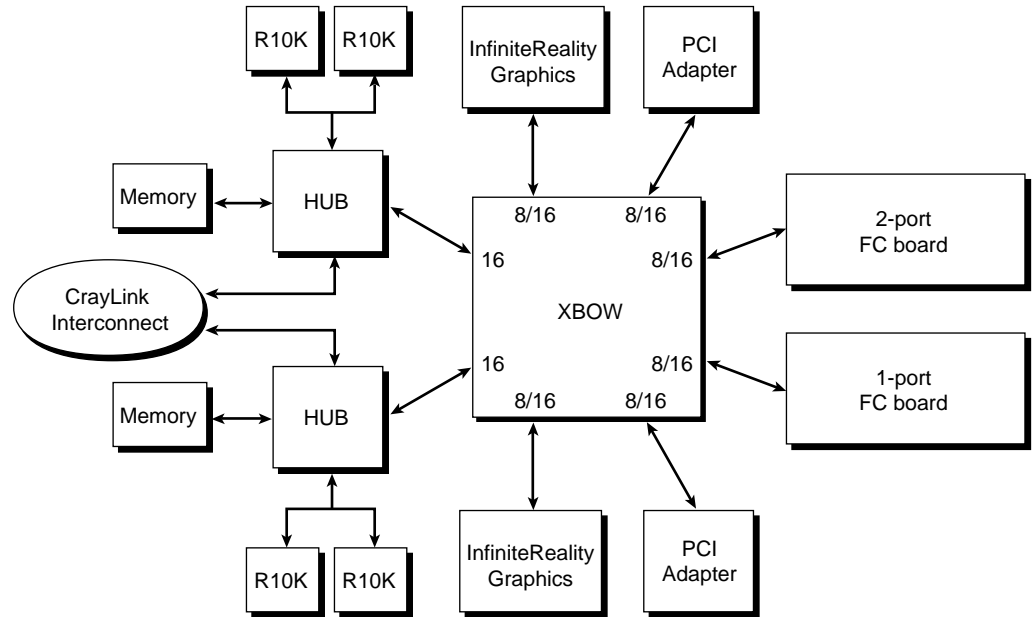 R10K
R10K
InfiniteReality
Graphics
PCI
Adapter
Memory
HUB
8/16
8/16
2-port
FC board
16
8/16
CrayLink
Interconnect
XBOW
16
8/16
1-port
FC board
Memory
HUB
8/16
8/16
InfiniteReality
Graphics
PCI
Adapter
R10K
R10K